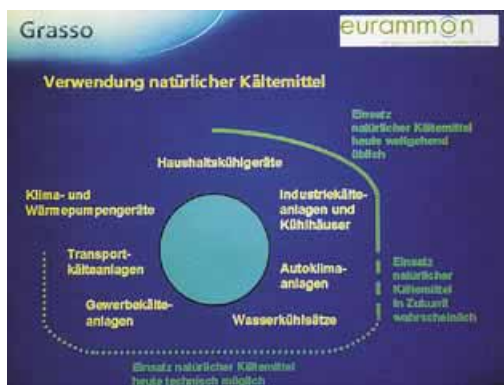 Grasso
eurammon
Verwendung natürlicher Kältemittel
Einsatz
natürlicher Kältemittel
heute weitgehend
üblich
Haushaltskühlgeräte
Klima- und
Wärmepumpengeräte
Industriekälte-
anlagen und
Kühlhäuser
Transport-
kälteanlagen
Autoklima-
anlagen
Einsatz
natürlicher
Kältemittel
in Zukunft
wahrscheinlich
Gewerbekälte-
anlagen
Wasserkühlsätze
Einsatz natürlicher Kältemittel
heute technisch möglich